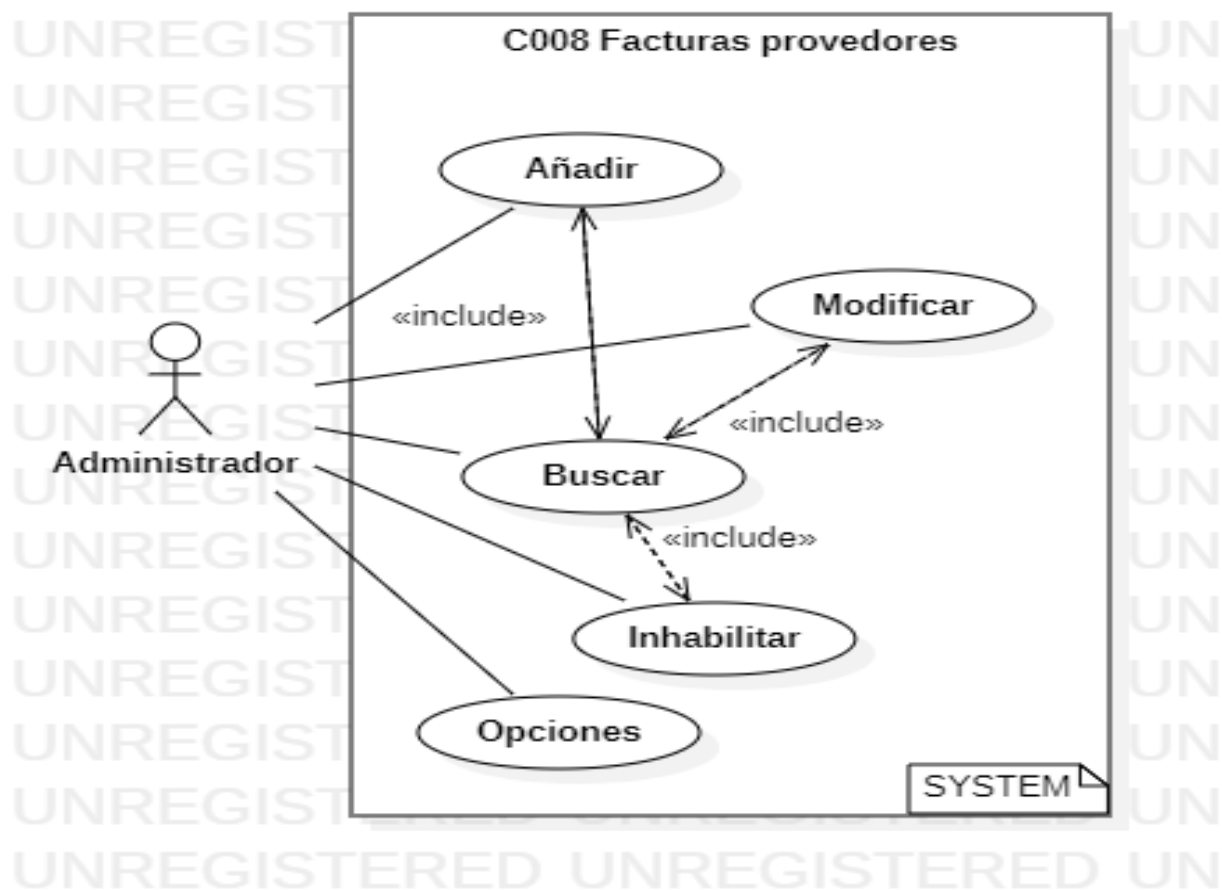 C008 Facturas provedores
Añadir
«include»
Modificar
«include»
Administrador
Buscar
«include»
Inhabilitar
Opciones
SYSTEM
UNREGISTERED UNREGISTERED UN